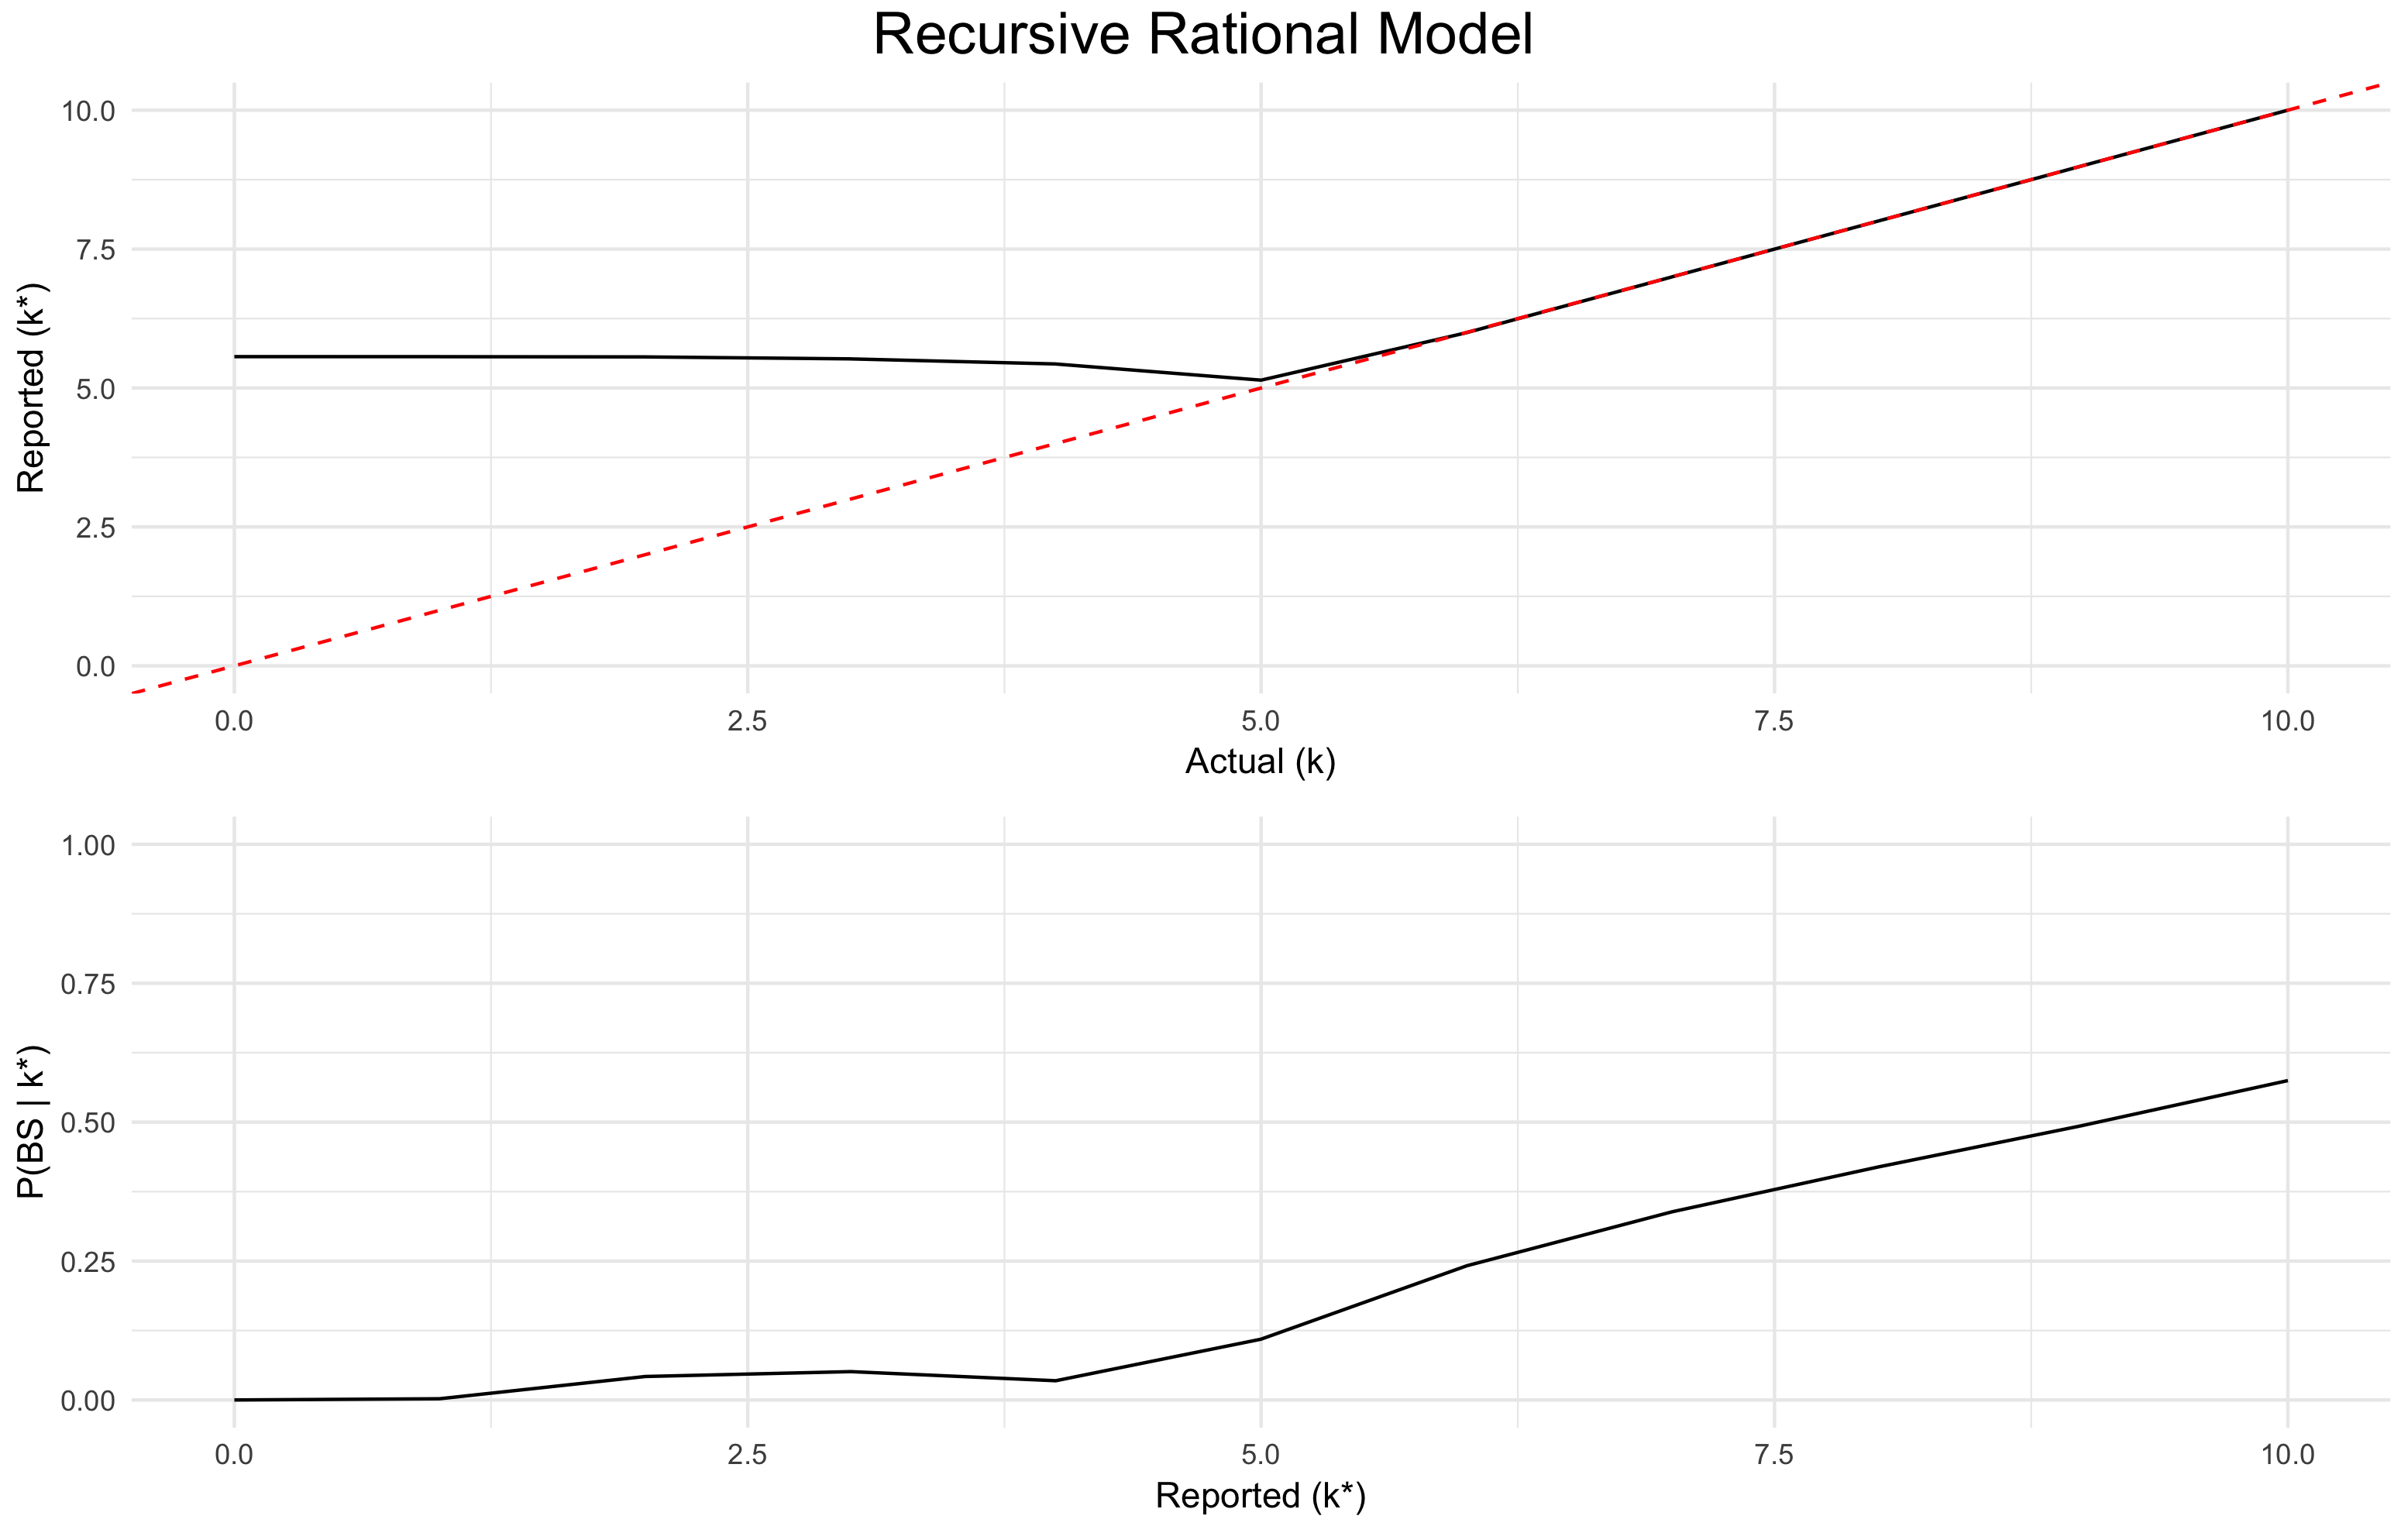 Recursive Rational Model
Reported (k*)
10.0
7.5
5.0
2.5
0.0
0.0 2.5 5.0 7.5 10.0
Actual (k)
P(BS | k*)
1.00
0.75
0.50
0.25
0.00
0.0 2.5 5.0 7.5 10.0
Reported (k*)